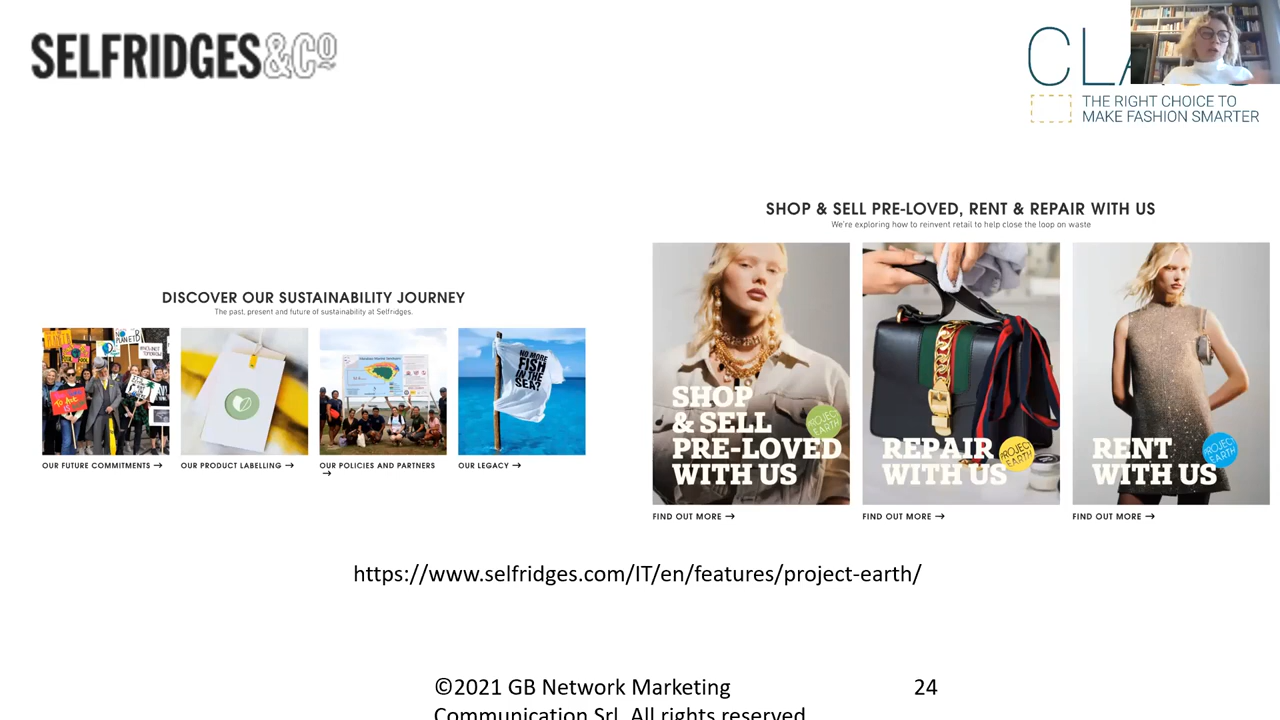 SELFRIDGES&Cº
THE RIGHT CHOICE TO
MAKE FASHION SMARTER
DISCOVER OUR SUSTAINABILITY JOURNEY
The past, present and future of sustainability at Selfridges.
NO MORE
FISH
IN THE
SEA?
OUR FUTURE COMMITMENTS →
OUR PRODUCT LABELLING →
OUR POLICIES AND PARTNERS
→
OUR LEGACY →
SHOP & SELL PRE-LOVED, RENT & REPAIR WITH US
We're exploring how to reinvent retail to help close the loop on waste
SHOP
& SELL
PRE-LOVED
WITH US
PROJECT
EARTH
REPAIR
WITH US
PROJECT
EARTH
RENT
WITH US
PROJECT
EARTH
FIND OUT MORE →
FIND OUT MORE →
FIND OUT MORE →
https://www.selfridges.com/IT/en/features/project-earth/
©2021 GB Network Marketing
Communication Srl. All rights reserved
24